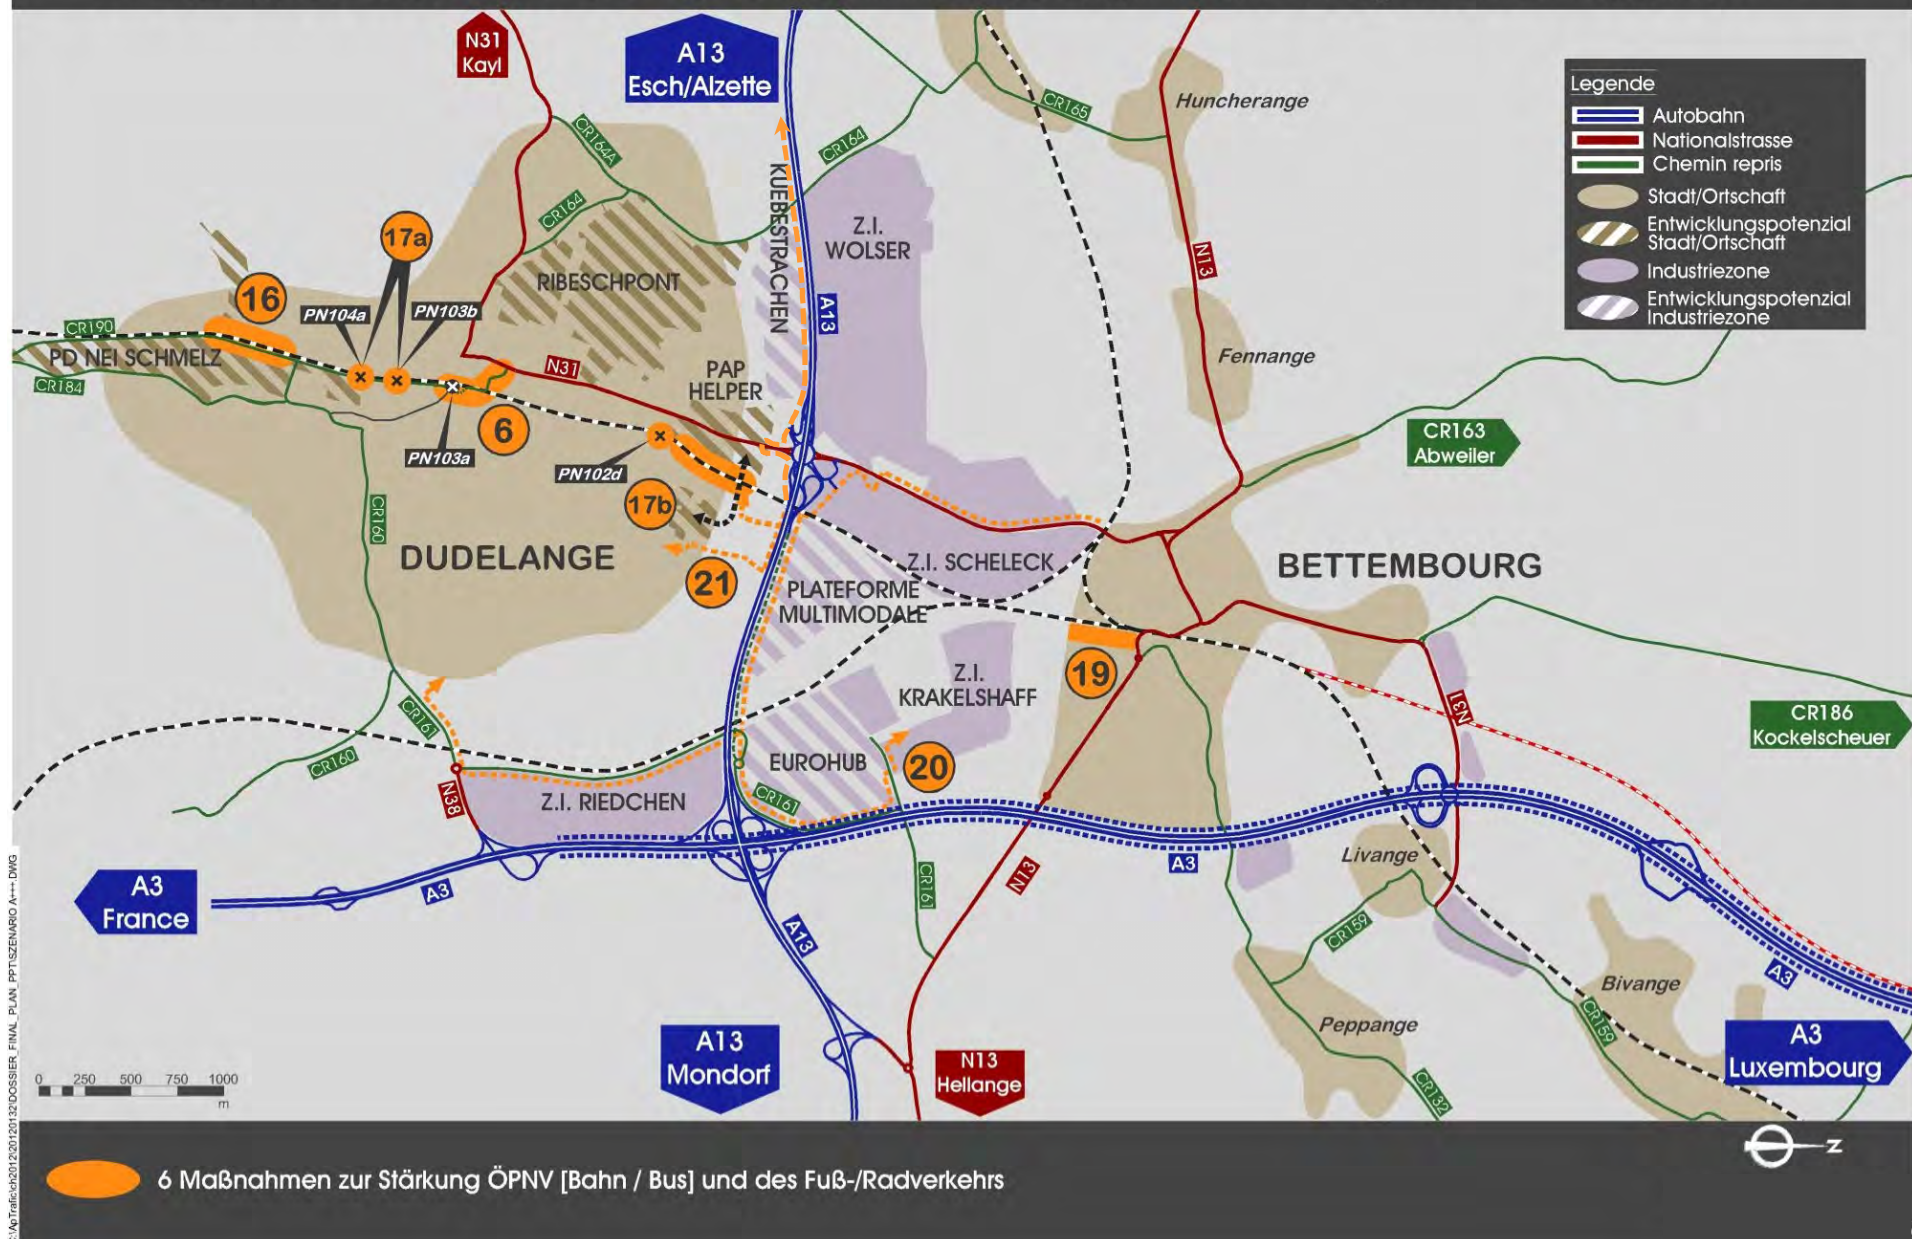 N31
Kayl
A13
Esch/Alzette
Legende
Autobahn
Nationalstrasse
Chemin repris
Stadt/Ortschaft
Entwicklungspotenzial
Stadt/Ortschaft
Industriezone
Entwicklungspotenzial
Industriezone
Huncherange
CR165
CR164A
CR164
CR164
KUEBESTRACHEN
Z.I.
WOLSER
N13
17a
RIBESCHPONT
16
PN104a
PN103b
A13
CR190
PD NEI SCHMELZ
CR184
N31
PAP
HELPER
Fennange
6
PN103a
PN102d
CR163
Abweiler
17b
CR160
DUDELANGE
21
Z.I. SCHELECK
BETTEMBOURG
PLATEFORME
MULTIMODALE
19
Z.I.
KRAKELSHAFF
CR161
N31
CR186
Kockelscheuer
CR160
EUROHUB
20
N38
Z.I. RIEDCHEN
CR161
A3
France
A3
A3
Livange
N13
CR161
A13
CR159
A3
Bivange
Peppange
CR159
A13
Mondorf
N13
Hellange
A3
Luxembourg
CR132
0 250 500 750 1000
m
Z
6 Maßnahmen zur Stärkung ÖPNV [Bahn / Bus] und des Fuß-/Radverkehrs